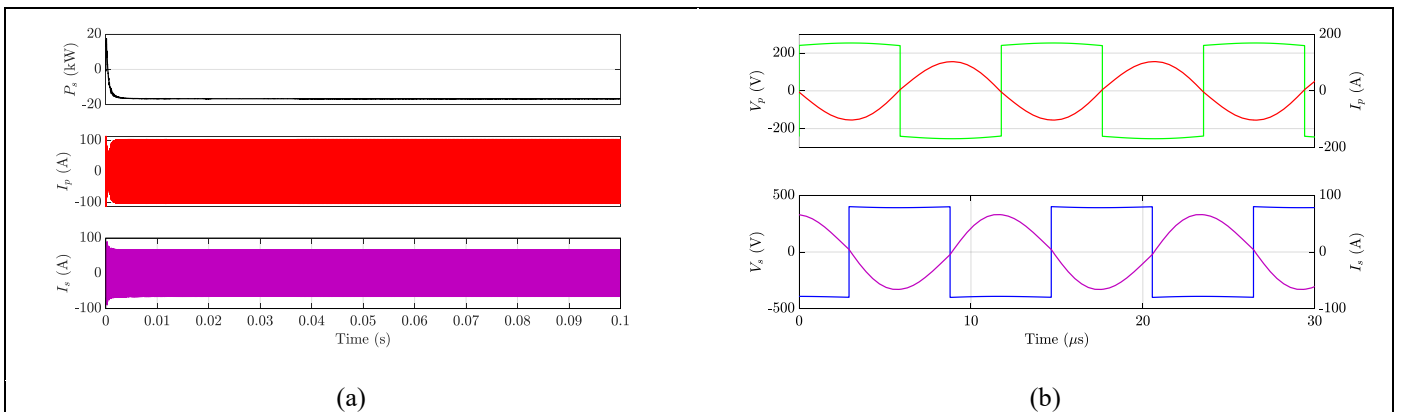 20
0
-20
P_s (kW)
100
0
-100
I_p (A)
100
0
-100
I_s (A)
0 0.01 0.02 0.03 0.04 0.05 0.06 0.07 0.08 0.09 0.1
Time (s)
(a)
200
0
-200
V_p (V)
200
0
-200
I_p (A)
500
0
-500
V_s (V)
100
0
-100
I_s (A)
0 10 20 30
Time (μs)
(b)